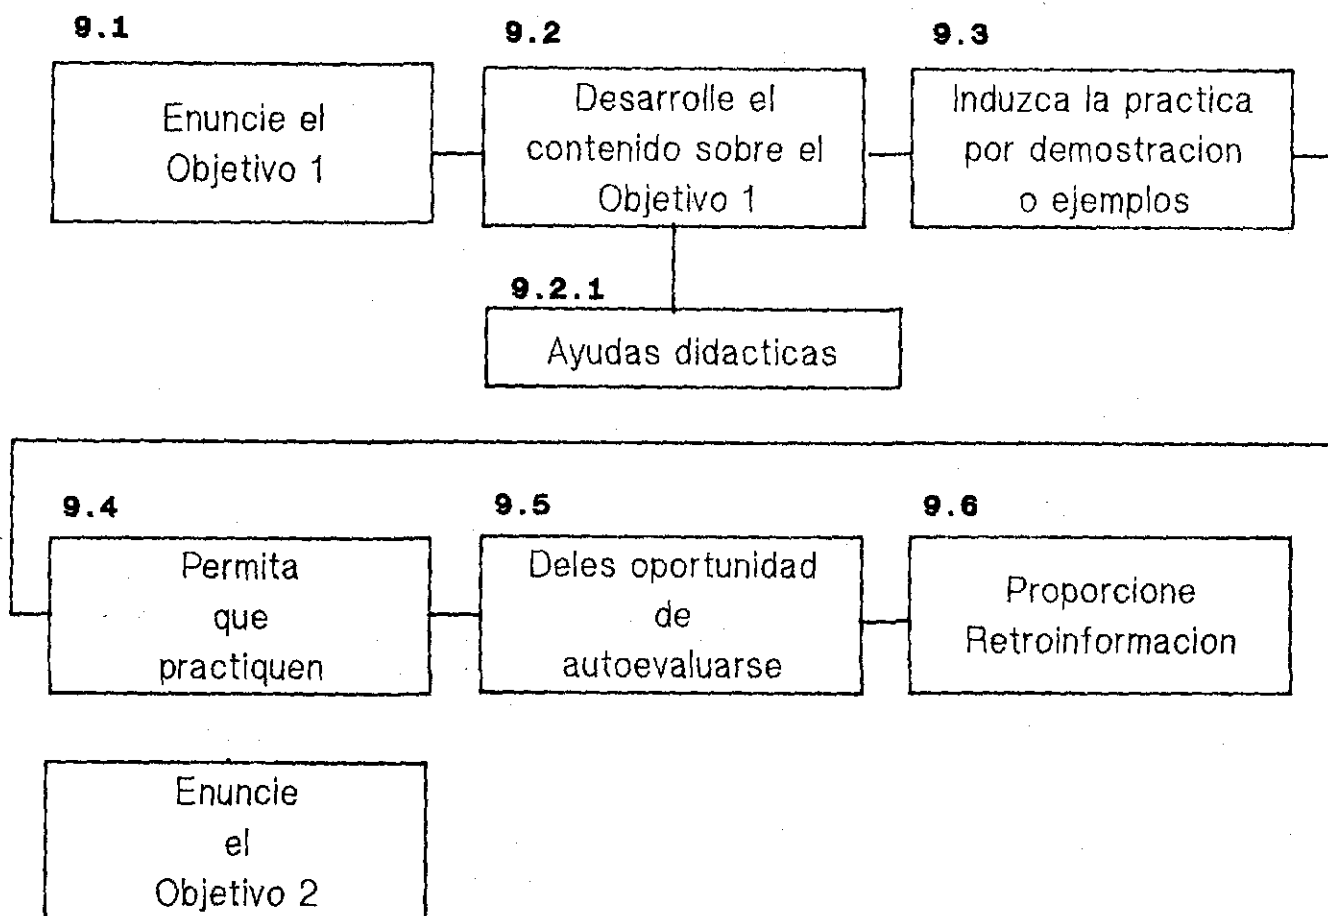 9.1
Enuncie el
Objetivo 1
9.2
Desarrolle el
contenido sobre el
Objetivo 1
9.3
Induzca la practica
por demostracion
o ejemplos
9.2.1
Ayudas didacticas
9.4
Permita
que
practiquen
9.5
Deles oportunidad
de
autoevaluarse
9.6
Proporcione
Retroinformacion
Enuncie
el
Objetivo 2